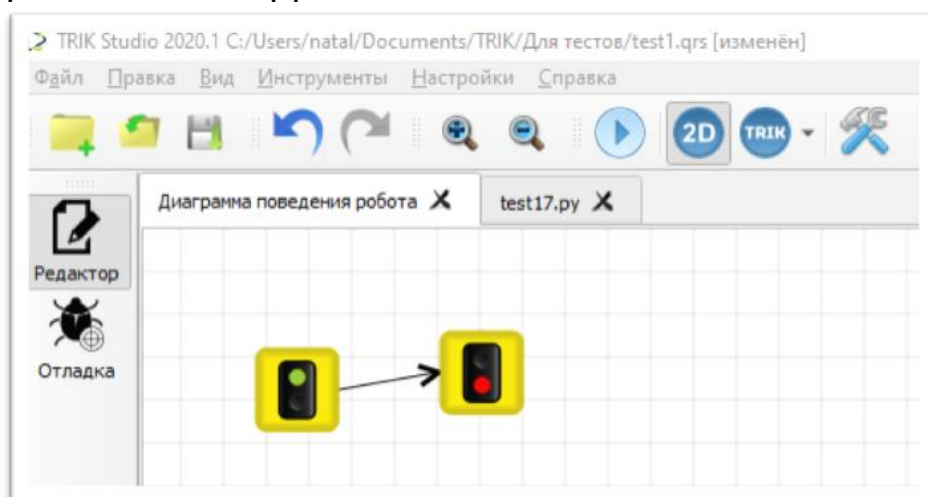 TRIK Studio 2020.1 C:/Users/natal/Documents/TRIK/Для тестов/test1.qrs [изменён]
Файл Правка Вид Инструменты Настройки Справка
2D TRIK
Диаграмма поведения робота test17.py
Редактор
Отладка